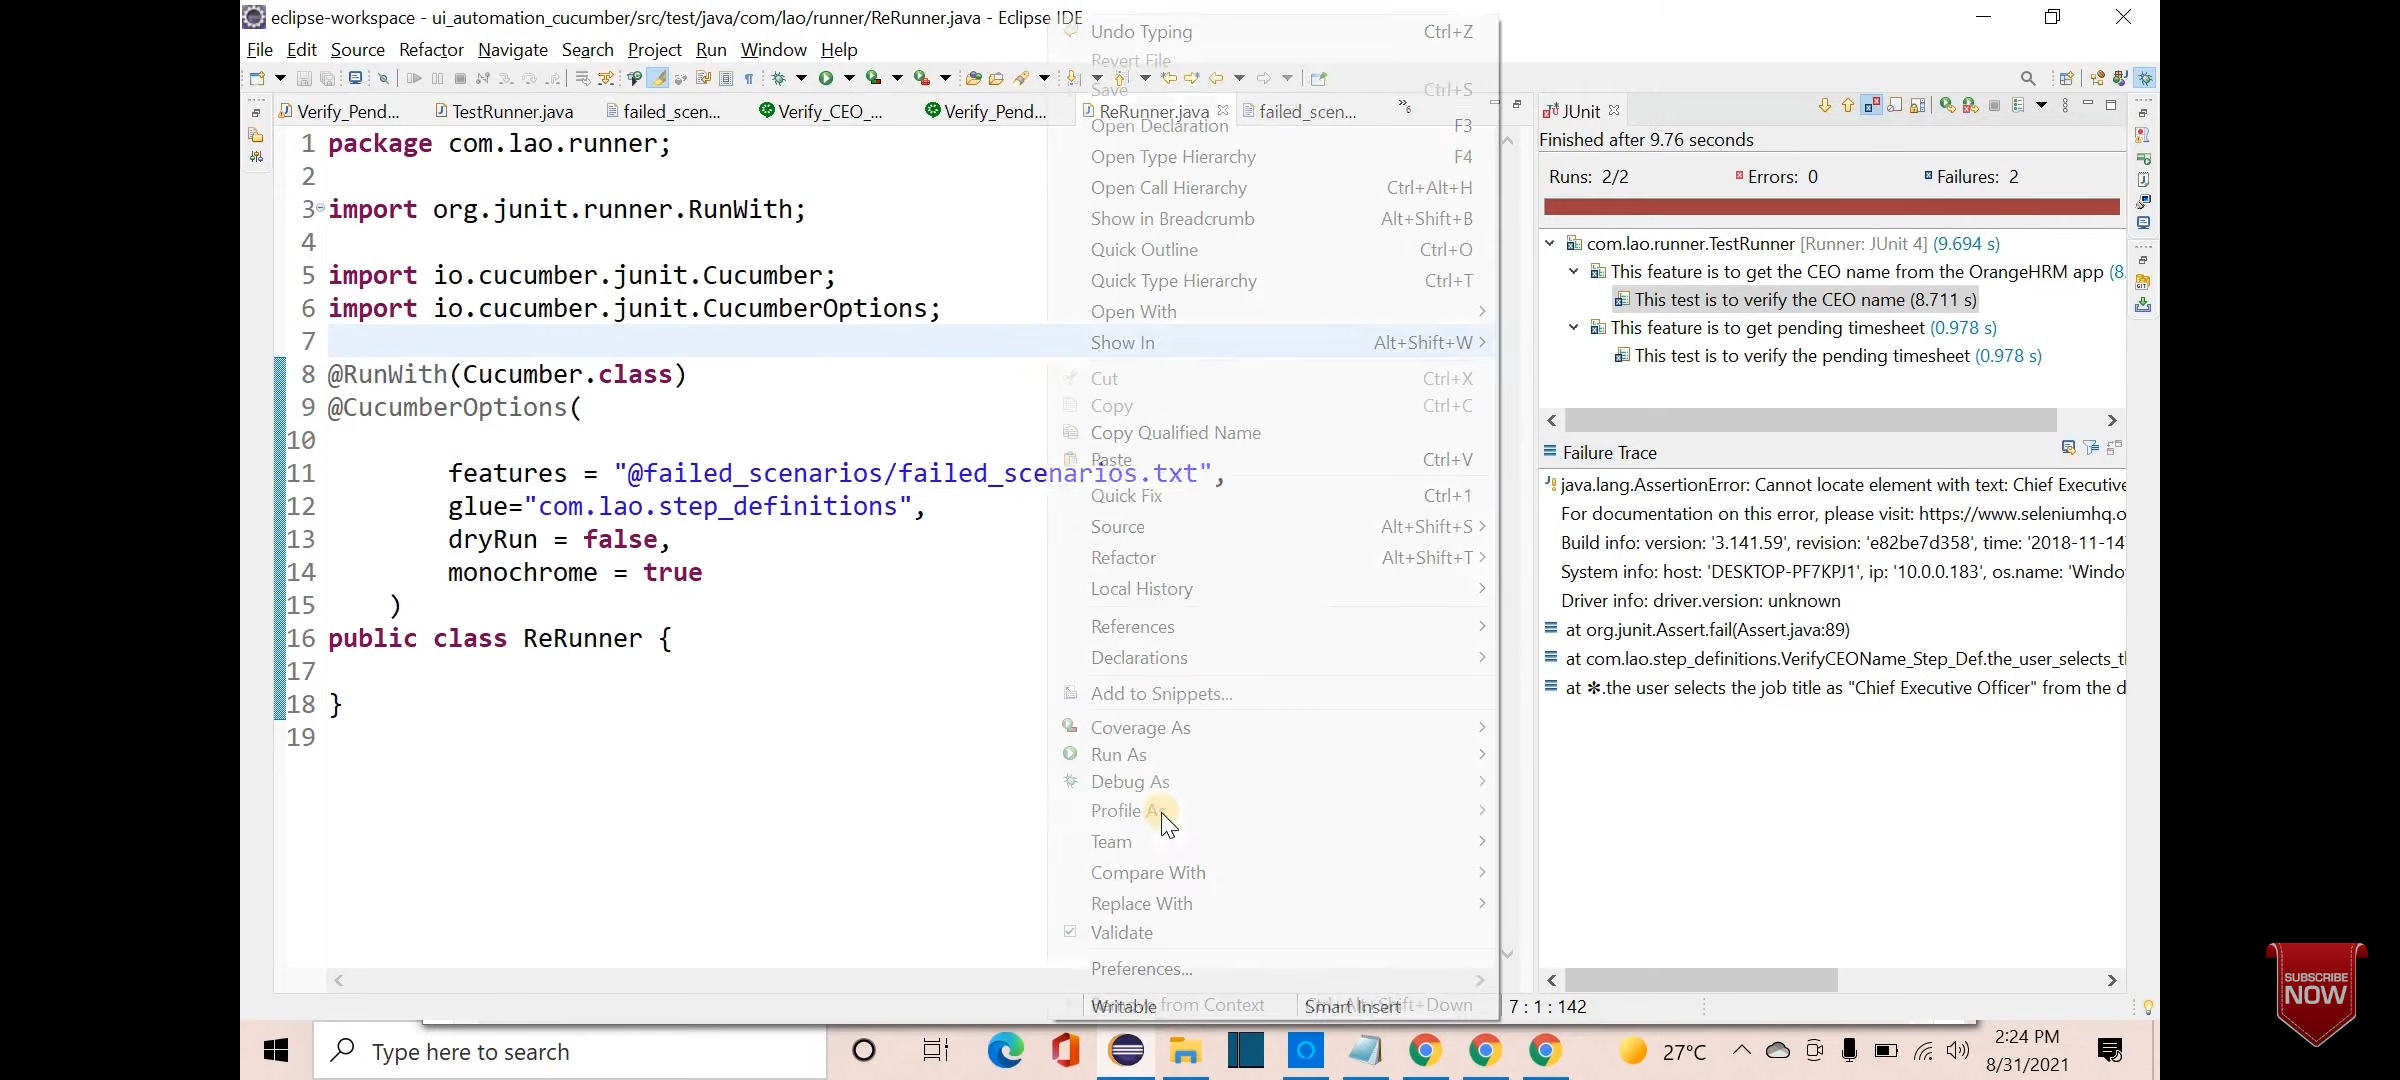 eclipse-workspace - ui_automation_cucumber/src/test/java/com/lao/runner/ReRunner.java - Eclipse IDE
File Edit Source Refactor Navigate Search Project Run Window Help
Verify_Pend... TestRunner.java failed_scen... Verify_CEO_... Verify_Pend... ReRunner.java failed_scen... »6
1 package com.lao.runner;
2
3 import org.junit.runner.RunWith;
4
5 import io.cucumber.junit.Cucumber;
6 import io.cucumber.junit.CucumberOptions;
7
8 @RunWith(Cucumber.class)
9 @CucumberOptions(
10
11 features = "@failed_scenarios/failed_scenarios.txt",
12 glue="com.lao.step_definitions",
13 dryRun = false,
14 monochrome = true
15 )
16 public class ReRunner {
17
18 }
19
Undo Typing Ctrl+Z
Revert File
Save Ctrl+S
Open Declaration F3
Open Type Hierarchy F4
Open Call Hierarchy Ctrl+Alt+H
Show in Breadcrumb Alt+Shift+B
Quick Outline Ctrl+O
Quick Type Hierarchy Ctrl+T
Open With
Show In Alt+Shift+W
Cut Ctrl+X
Copy Ctrl+C
Copy Qualified Name
Paste Ctrl+V
Quick Fix Ctrl+1
Source Alt+Shift+S
Refactor Alt+Shift+T
Local History
References
Declarations
Add to Snippets...
Coverage As
Run As
Debug As
Profile As
Team
Compare With
Replace With
Validate
Preferences...
from Context Shift+Down
Writable Smart Insert 7 : 1 : 142
JUnit
Finished after 9.76 seconds
Runs: 2/2 Errors: 0 Failures: 2
com.lao.runner.TestRunner [Runner: JUnit 4] (9.694 s)
This feature is to get the CEO name from the OrangeHRM app (8.
This test is to verify the CEO name (8.711 s)
This feature is to get pending timesheet (0.978 s)
This test is to verify the pending timesheet (0.978 s)
Failure Trace
java.lang.AssertionError: Cannot locate element with text: Chief Executive
For documentation on this error, please visit: https://www.seleniumhq.o
Build info: version: '3.141.59', revision: 'e82be7d358', time: '2018-11-14
System info: host: 'DESKTOP-PF7KPJ1', ip: '10.0.0.183', os.name: 'Windo
Driver info: driver.version: unknown
at org.junit.Assert.fail(Assert.java:89)
at com.lao.step_definitions.VerifyCEOName_Step_Def.the_user_selects_t
at ✻.the user selects the job title as "Chief Executive Officer" from the d
SUBSCRIBE
NOW
Type here to search
27°C
2:24 PM
8/31/2021